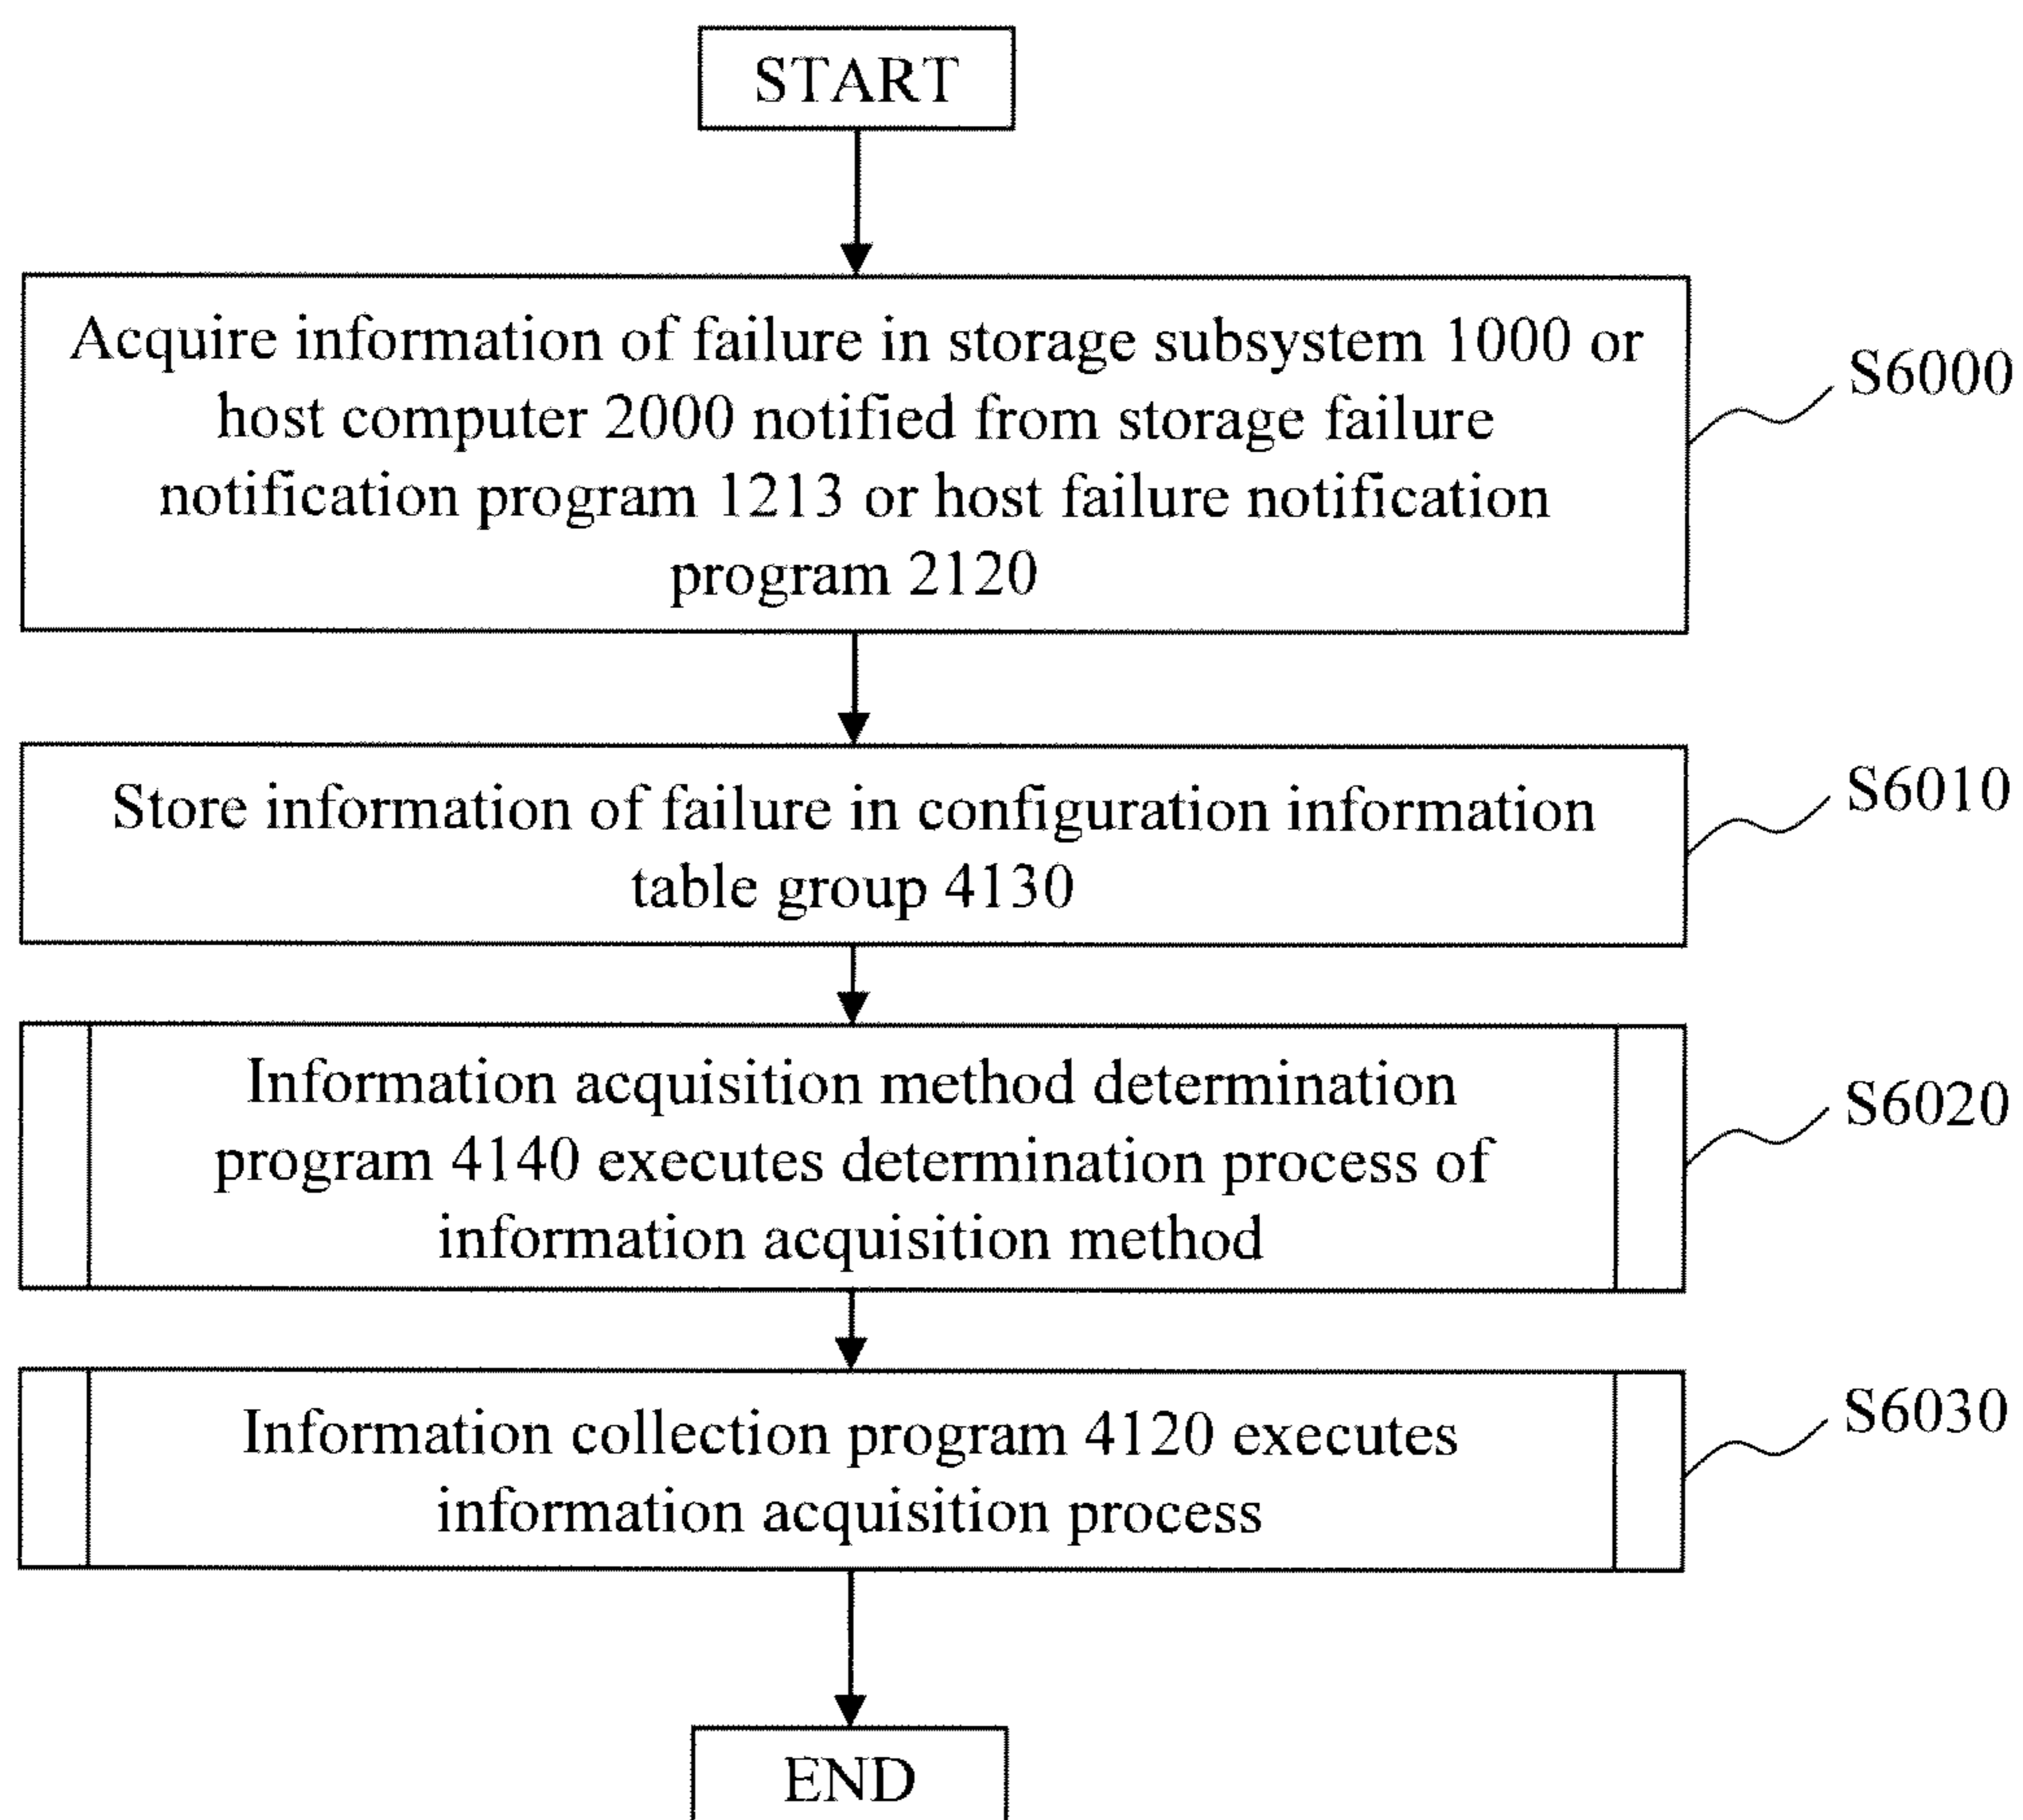 START
Acquire information of failure in storage subsystem 1000 or
host computer 2000 notified from storage failure
notification program 1213 or host failure notification
program 2120
S6000
Store information of failure in configuration information
table group 4130
S6010
Information acquisition method determination
program 4140 executes determination process of
information acquisition method
S6020
Information collection program 4120 executes
information acquisition process
S6030
END